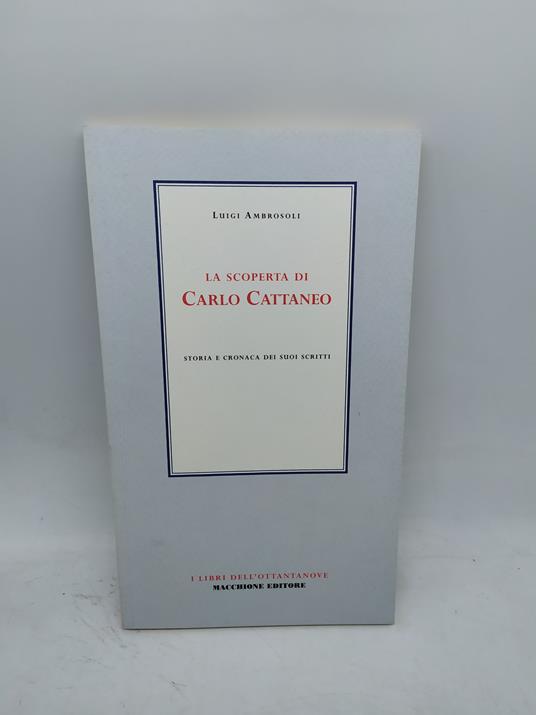 Luigi Ambrosoli
LA SCOPERTA DI
CARLO CATTANEO
STORIA E CRONACA DEI SUOI SCRITTI
I LIBRI DELL'OTTANTANOVE
MACCHIONE EDITORE